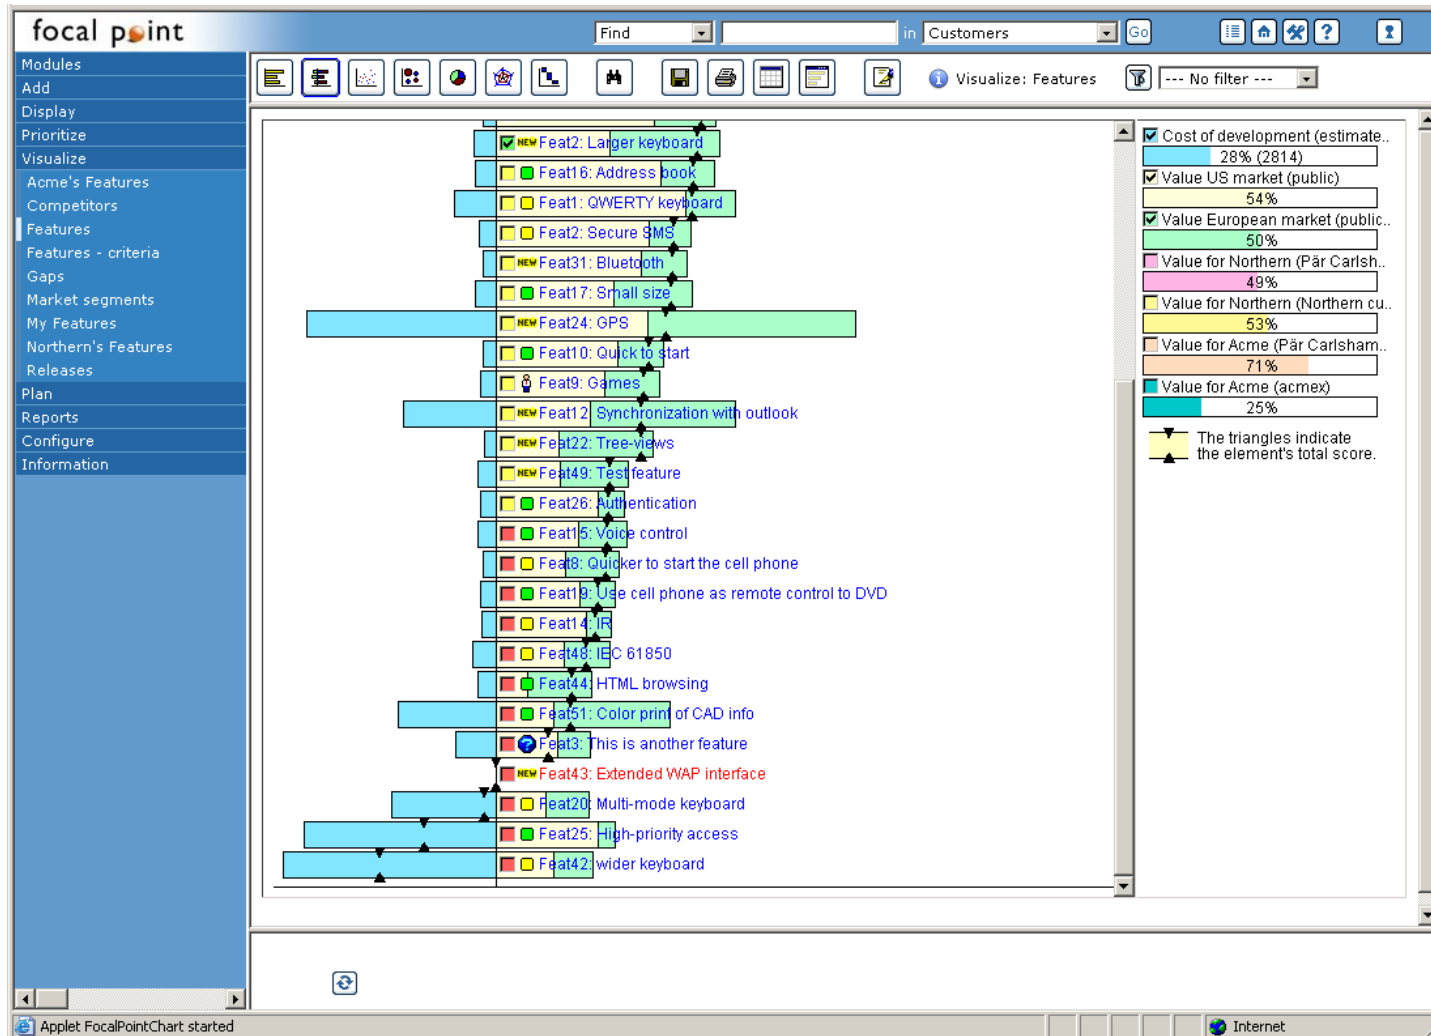 focal point
Find
in
Customers
Go
Modules
Add
Display
Prioritize
Visualize
Acme's Features
Competitors
Features
Features - criteria
Gaps
Market segments
My Features
Northern's Features
Releases
Plan
Reports
Configure
Information
Visualize: Features
--- No filter ---
NEW Feat2: Larger keyboard
Feat16: Address book
Feat1: QWERTY keyboard
Feat2: Secure SMS
NEW Feat31: Bluetooth
Feat17: Small size
NEW Feat24: GPS
Feat10: Quick to start
Feat9: Games
NEW Feat12: Synchronization with outlook
NEW Feat22: Tree-views
NEW Feat49: Test feature
Feat26: Authentication
Feat15: Voice control
Feat8: Quicker to start the cell phone
Feat19: Use cell phone as remote control to DVD
Feat14: IR
Feat48: IEC 61850
Feat44: HTML browsing
Feat51: Color print of CAD info
Feat3: This is another feature
NEW Feat43: Extended WAP interface
Feat20: Multi-mode keyboard
Feat25: High-priority access
Feat42: wider keyboard
Cost of development (estimate..
28% (2814)
Value US market (public)
54%
Value European market (public..
50%
Value for Northern (Pär Carlsh..
49%
Value for Northern (Northern cu..
53%
Value for Acme (Pär Carlsham..
71%
Value for Acme (acmex)
25%
The triangles indicate
the element's total score.
Applet FocalPointChart started
Internet